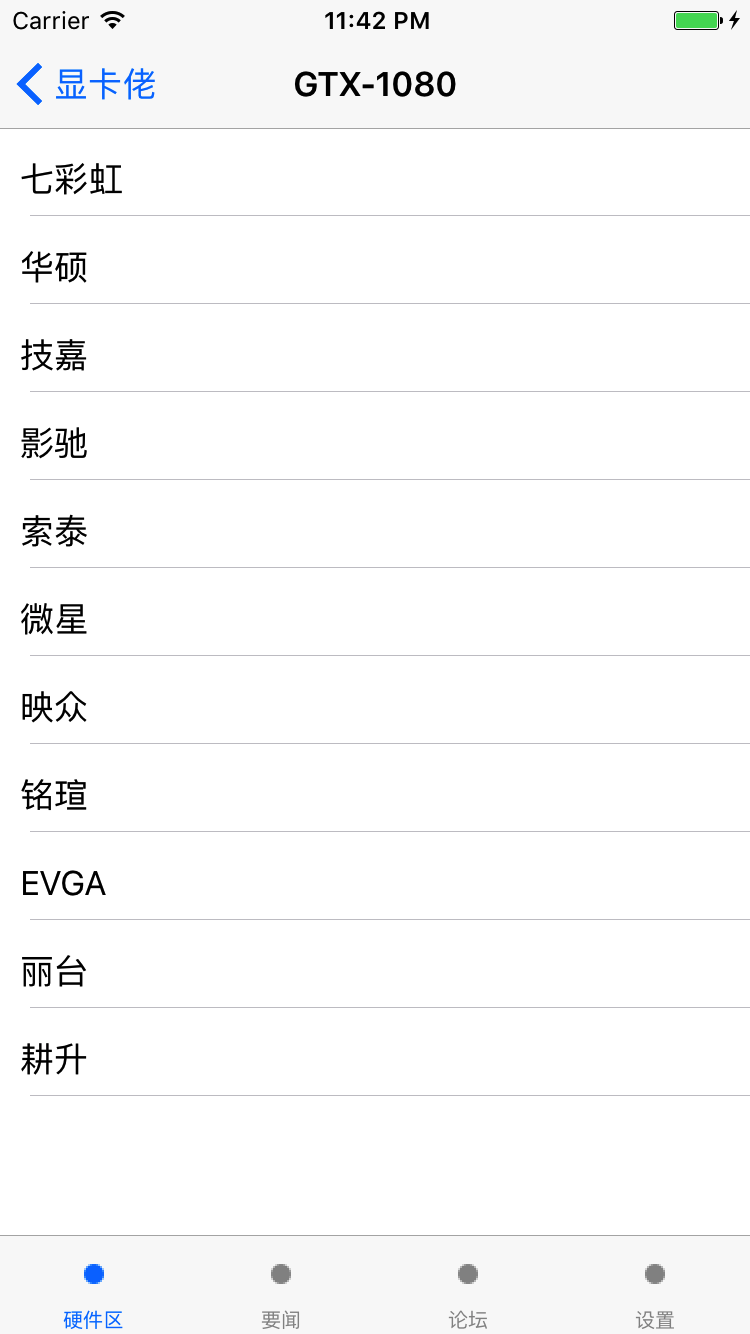 Carrier 11:42 PM
显卡佬 GTX-1080
七彩虹
华硕
技嘉
影驰
索泰
微星
映众
铭瑄
EVGA
丽台
耕升
硬件区 要闻 论坛 设置